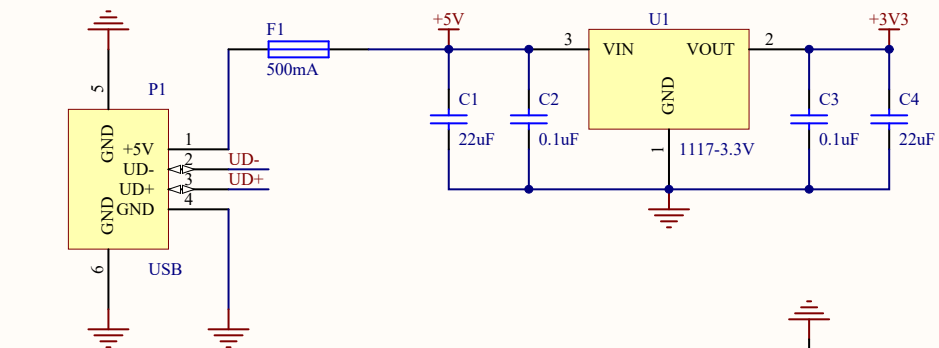 +5V
U1
+3V3
F1
3
VIN
VOUT
2
500mA
GND
5
P1
C1
C2
C3
C4
GND
+5V
1
22uF
0.1uF
0.1uF
22uF
1
1117-3.3V
UD-
2
UD-
UD+
3
UD+
GND
4
GND
6
USB